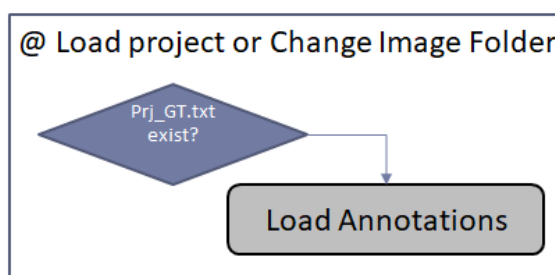 @ Load project or Change Image Folder
Prj_GT.txt
exist?
Load Annotations